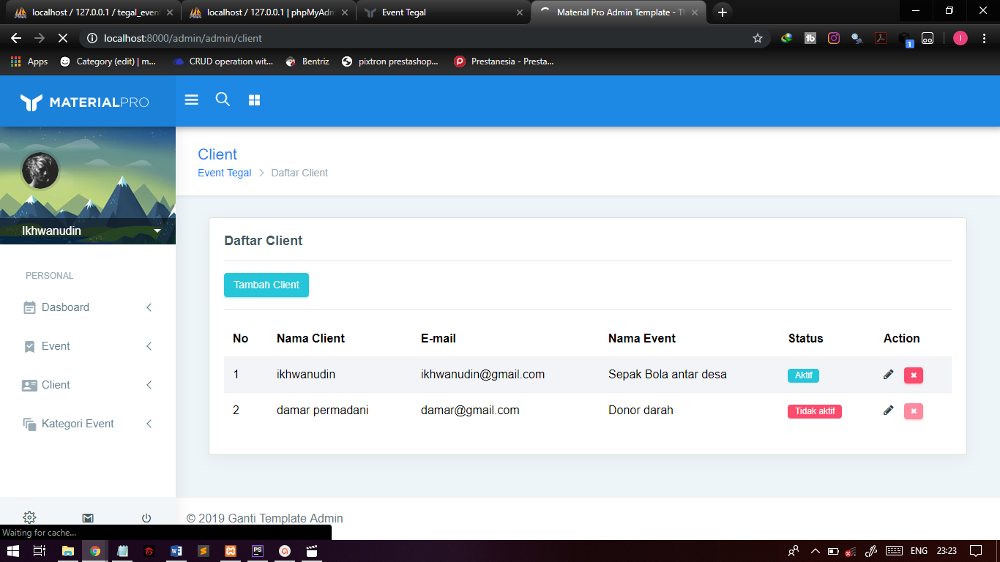 localhost / 127.0.0.1 / tegal_even
localhost / 127.0.0.1 | phpMyAdm
Event Tegal
Material Pro Admin Template - Th
localhost:8000/admin/admin/client
Apps
Category (edit) | m...
CRUD operation wit...
Bentriz
pixtron prestashop...
Prestanesia - Presta...
MATERIALPRO
Ikhwanudin
PERSONAL
Dasboard
Event
Client
Kategori Event
Client
Event Tegal > Daftar Client
Daftar Client
Tambah Client
No Nama Client E-mail Nama Event Status Action
1 ikhwanudin ikhwanudin@gmail.com Sepak Bola antar desa Aktif
2 damar permadani damar@gmail.com Donor darah Tidak aktif
© 2019 Ganti Template Admin
Waiting for cache...
ENG 23:23